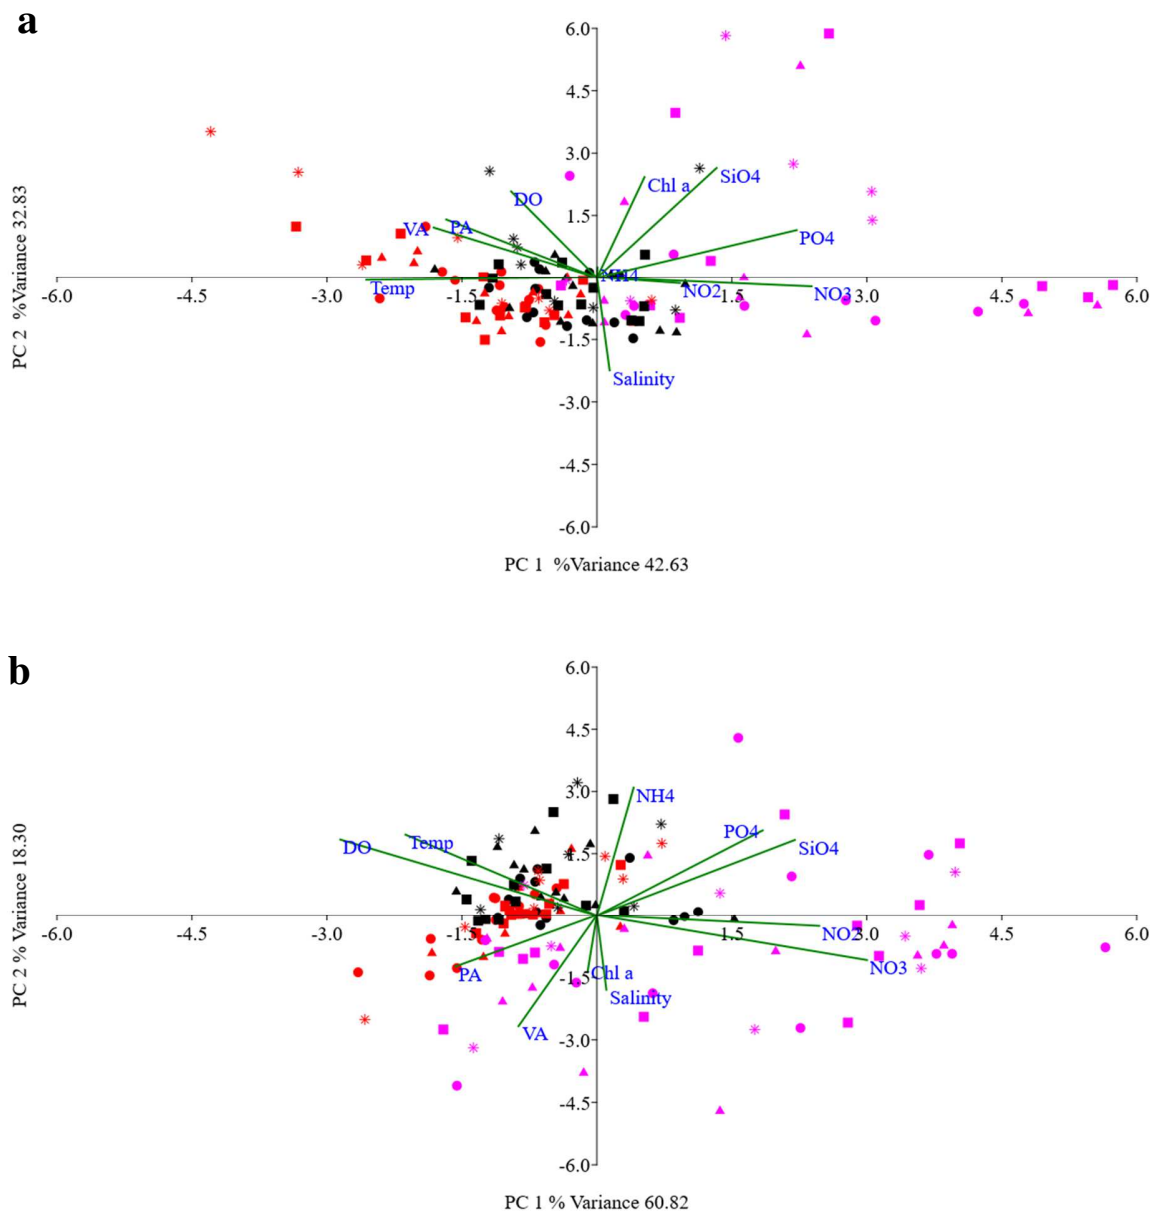 a
6.0
4.5
3.0
SiO4
Chl a
DO
1.5
PA
VA
PO4
NH4
-6.0 -4.5 -3.0 -1.5 1.5 3.0 4.5 6.0
Temp
NO2
NO3
-1.5
Salinity
-3.0
-4.5
-6.0
PC 2 %Variance 32.83
PC 1 %Variance 42.63
b
6.0
4.5
3.0
NH4
PO4
Temp
SiO4
DO
1.5
-6.0 -4.5 -3.0 -1.5 1.5 3.0 4.5 6.0
NO2
NO3
PA
-1.5
Chl a
Salinity
VA
-3.0
-4.5
-6.0
PC 2 % Variance 18.30
PC 1 % Variance 60.82